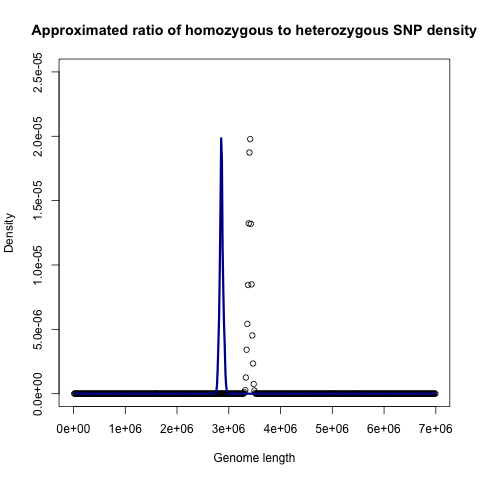 Approximated ratio of homozygous to heterozygous SNP density
Density
2.5e-05
2.0e-05
1.5e-05
1.0e-05
5.0e-06
0.0e+00
0e+00 1e+06 2e+06 3e+06 4e+06 5e+06 6e+06 7e+06
Genome length